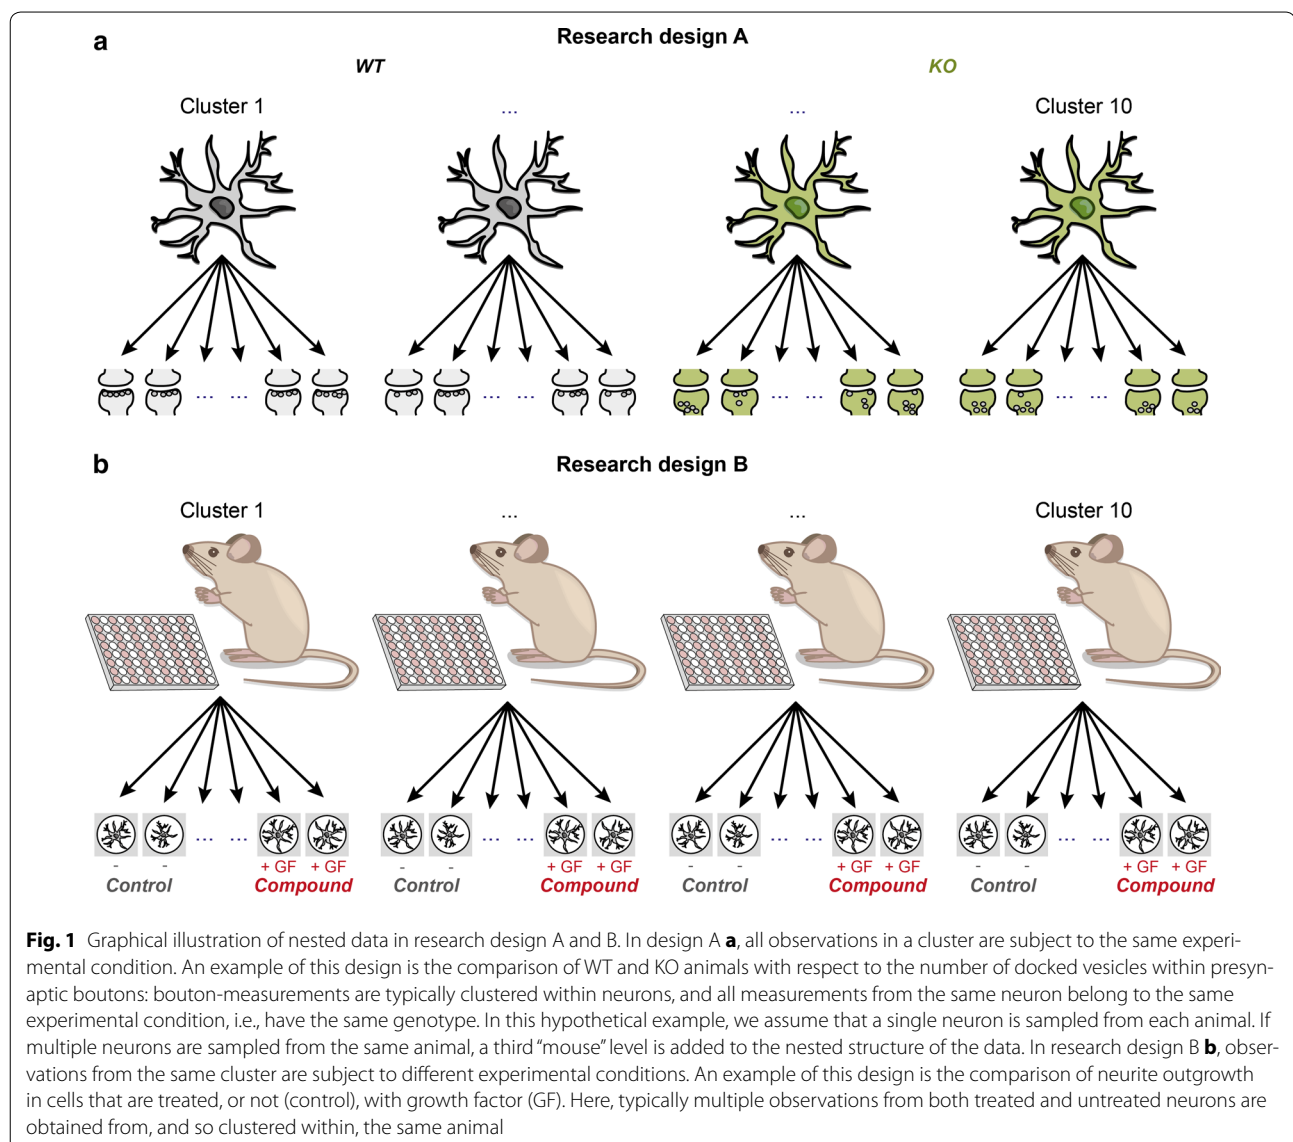 a
Research design A
WT
KO
Cluster 1
...
...
Cluster 10
... ...
... ...
... ...
... ...
b
Research design B
Cluster 1
...
...
Cluster 10
... ...
... ...
... ...
... ...
- - + GF + GF
- - + GF + GF
- - + GF + GF
- - + GF + GF
Control Compound
Control Compound
Control Compound
Control Compound
Fig. 1 Graphical illustration of nested data in research design A and B. In design A a, all observations in a cluster are subject to the same experi-
mental condition. An example of this design is the comparison of WT and KO animals with respect to the number of docked vesicles within presyn-
aptic boutons: bouton-measurements are typically clustered within neurons, and all measurements from the same neuron belong to the same
experimental condition, i.e., have the same genotype. In this hypothetical example, we assume that a single neuron is sampled from each animal. If
multiple neurons are sampled from the same animal, a third "mouse" level is added to the nested structure of the data. In research design B b, obser-
vations from the same cluster are subject to different experimental conditions. An example of this design is the comparison of neurite outgrowth
in cells that are treated, or not (control), with growth factor (GF). Here, typically multiple observations from both treated and untreated neurons are
obtained from, and so clustered within, the same animal